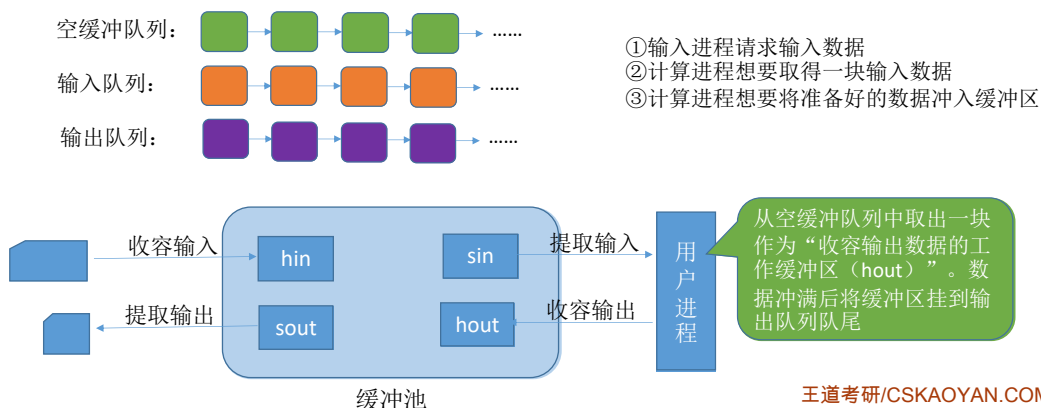 空缓冲队列：
……
输入队列：
……
输出队列：
……
①输入进程请求输入数据
②计算进程想要取得一块输入数据
③计算进程想要将准备好的数据冲入缓冲区
收容输入
hin
sin
提取输入
提取输出
sout
hout
收容输出
用户进程
从空缓冲队列中取出一块
作为“收容输出数据的工
作缓冲区（hout）”。数
据冲满后将缓冲区挂到输
出队列队尾
缓冲池
王道考研/CSKAOYAN.COM